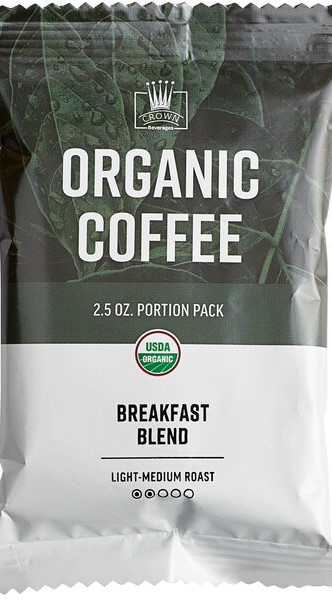 CROWN
Beverages
ORGANIC
COFFEE
2.5 OZ. PORTION PACK
USDA
ORGANIC
BREAKFAST
BLEND
LIGHT-MEDIUM ROAST